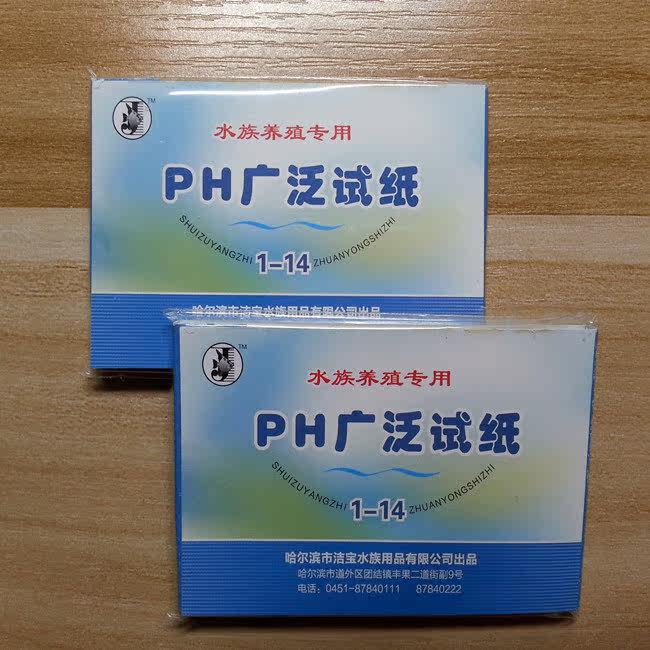 TM
水族养殖专用
PH广泛试纸
SHUIZUYANGZHI ZHUANYONGSHIZHI
1-14
哈尔滨市洁宝水族用品有限公司出品
TM
水族养殖专用
PH广泛试纸
SHUIZUYANGZHI ZHUANYONGSHIZHI
1-14
哈尔滨市洁宝水族用品有限公司出品
哈尔滨市道外区团结镇丰果二道街副9号
电话：0451-87840111 87840222